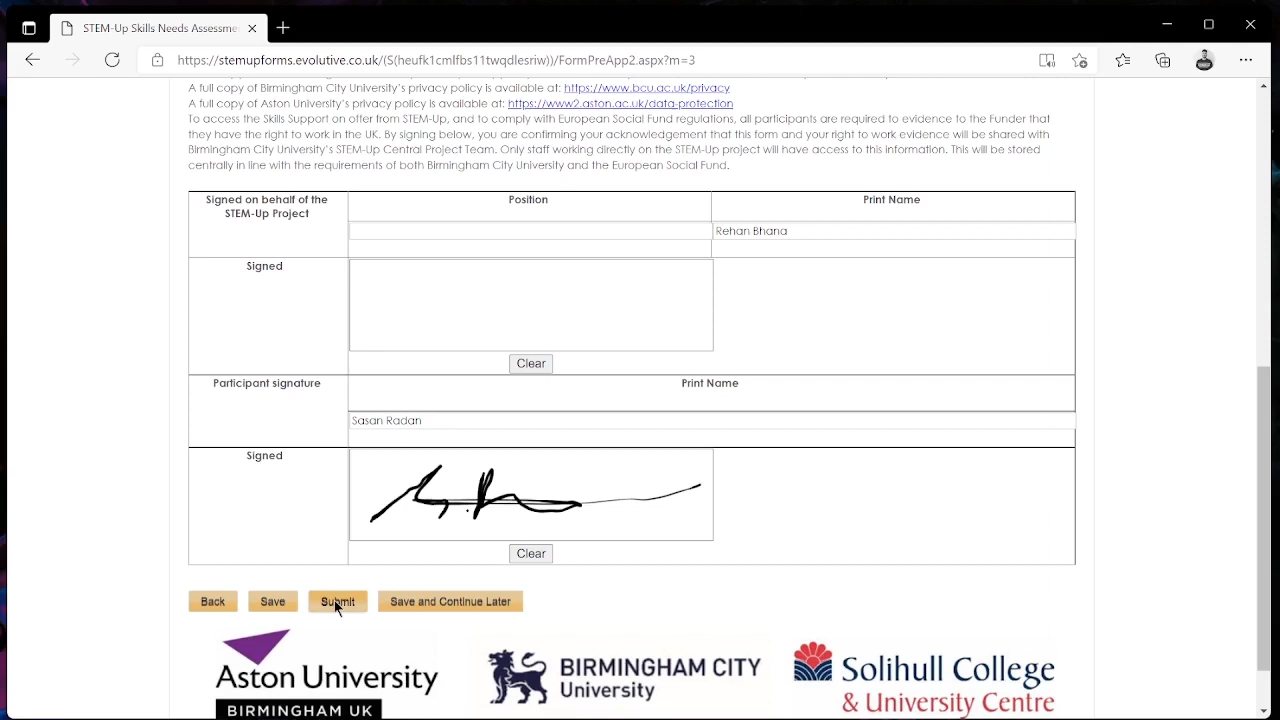 STEM-Up Skills Needs Assessme
https://stemupforms.evolutive.co.uk/(S(heufk1cmlfbs11twqdlesriw))/FormPreApp2.aspx?m=3
A full copy of Birmingham City University's privacy policy is available at: https://www.bcu.ac.uk/privacy
A full copy of Aston University's privacy policy is available at: https://www2.aston.ac.uk/data-protection
To access the Skills Support on offer from STEM-Up, and to comply with European Social Fund regulations, all participants are required to evidence to the Funder that
they have the right to work in the UK. By signing below, you are confirming your acknowledgement that this form and your right to work evidence will be shared with
Birmingham City University's STEM-Up Central Project Team. Only staff working directly on the STEM-Up project will have access to this information. This will be stored
centrally in line with the requirements of both Birmingham City University and the European Social Fund.
Signed on behalf of the
STEM-Up Project
Position
Print Name
Rehan Bhana
Signed
Clear
Participant signature
Print Name
Sasan Radan
Signed
Clear
Back
Save
Submit
Save and Continue Later
Aston University
BIRMINGHAM UK
BIRMINGHAM CITY
University
Solihull College
& University Centre